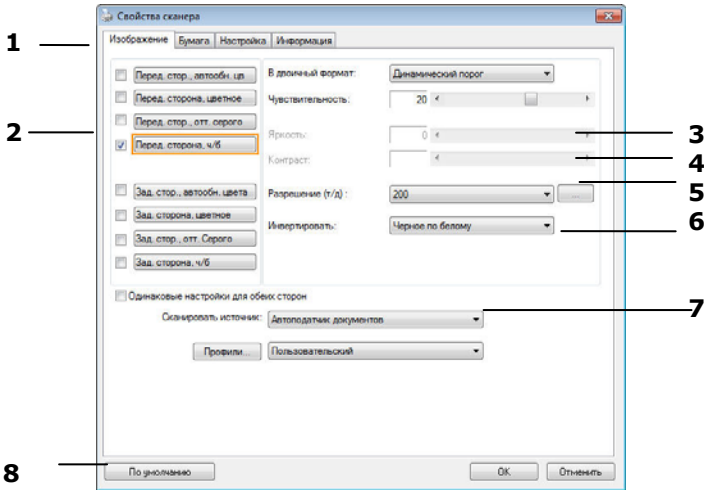 Свойства сканера
1
Изображение Бумага Настройка Информация
Перед. стор., автообн. цв В двоичный формат: Динамический порог
Перед. сторона, цветное Чувствительность: 20
2
Перед. стор., отт. серого Яркость: 0 3
Перед. сторона, ч/б Контраст: 4
Зад. стор., автообн. цвета Разрешение (т/д) : 200 ... 5
Зад. сторона, цветное Инвертировать: Черное по белому 6
Зад. стор., отт. Серого
Зад. сторона, ч/б
Одинаковые настройки для обеих сторон
Сканировать источник: Автоподатчик документов 7
Профили... Пользовательский
8 По умолчанию ОК Отменить